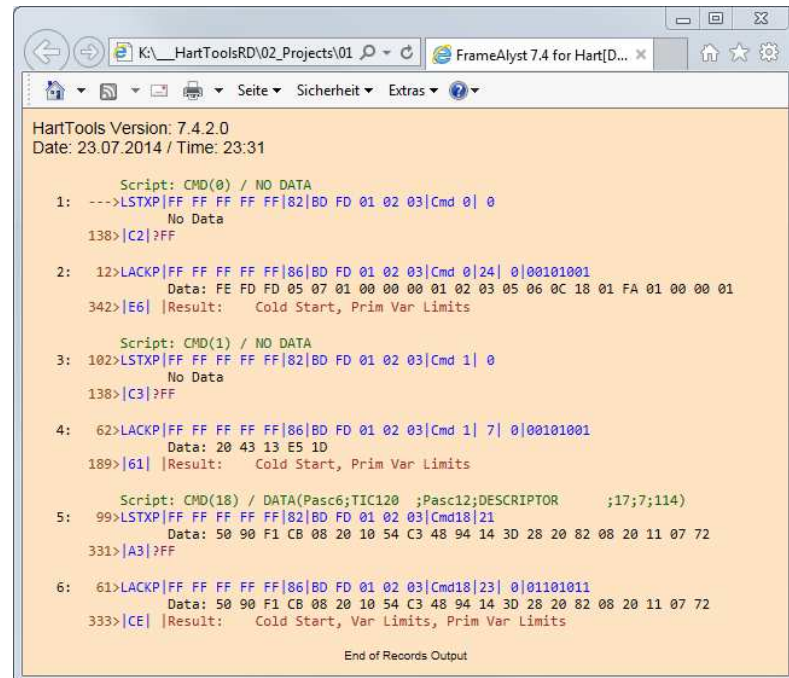 K:\__HartToolsRD\02_Projects\01
FrameAlyst 7.4 for Hart[D...
Seite Sicherheit Extras
HartTools Version: 7.4.2.0
Date: 23.07.2014 / Time: 23:31
Script: CMD(0) / NO DATA
1: --->LSTXP|FF FF FF FF FF|82|BD FD 01 02 03|Cmd 0| 0
No Data
138>|C2|?FF
2: 12>LACKP|FF FF FF FF FF|86|BD FD 01 02 03|Cmd 0|24| 0|00101001
Data: FE FD FD 05 07 01 00 00 00 01 02 03 05 06 0C 18 01 FA 01 00 00 01
342>|E6| |Result: Cold Start, Prim Var Limits
Script: CMD(1) / NO DATA
3: 102>LSTXP|FF FF FF FF FF|82|BD FD 01 02 03|Cmd 1| 0
No Data
138>|C3|?FF
4: 62>LACKP|FF FF FF FF FF|86|BD FD 01 02 03|Cmd 1| 7| 0|00101001
Data: 20 43 13 E5 1D
189>|61| |Result: Cold Start, Prim Var Limits
Script: CMD(18) / DATA(Pasc6;TIC120 ;Pasc12;DESCRIPTOR ;17;7;114)
5: 99>LSTXP|FF FF FF FF FF|82|BD FD 01 02 03|Cmd18|21
Data: 50 90 F1 CB 08 20 10 54 C3 48 94 14 3D 28 20 82 08 20 11 07 72
331>|A3|?FF
6: 61>LACKP|FF FF FF FF FF|86|BD FD 01 02 03|Cmd18|23| 0|01101011
Data: 50 90 F1 CB 08 20 10 54 C3 48 94 14 3D 28 20 82 08 20 11 07 72
333>|CE| |Result: Cold Start, Var Limits, Prim Var Limits
End of Records Output